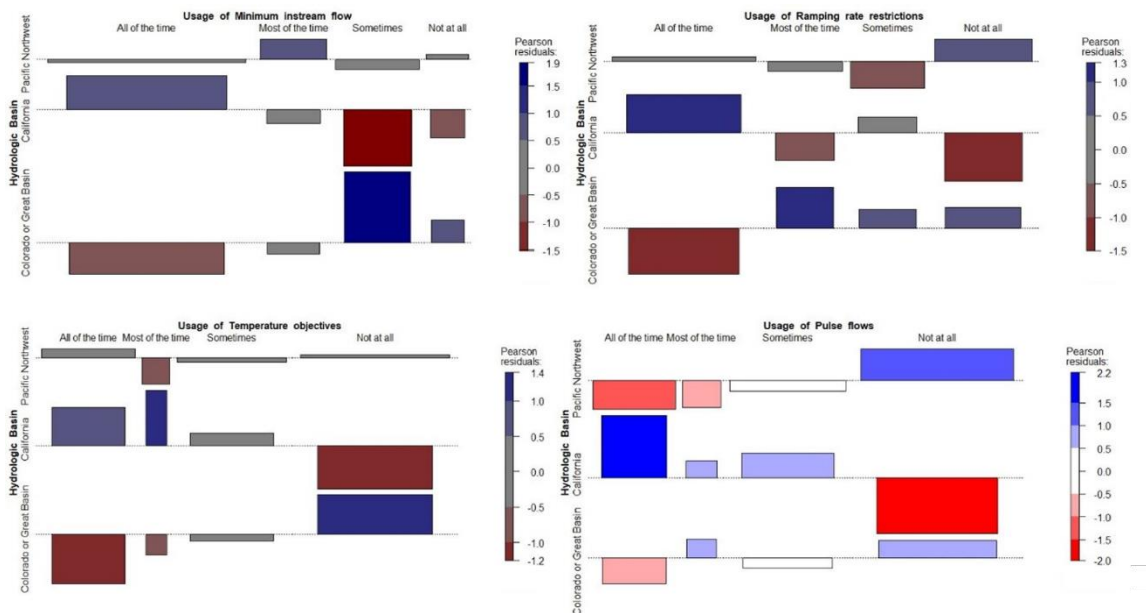 Usage of Minimum instream flow
All of the time Most of the time Sometimes Not at all
Hydrologic Basin
Pacific Northwest
California
Colorado or Great Basin
Pearson
residuals:
1.9
1.5
1.0
0.5
0.0
-0.5
-1.0
-1.5
Usage of Ramping rate restrictions
All of the time Most of the time Sometimes Not at all
Hydrologic Basin
Pacific Northwest
California
Colorado or Great Basin
Pearson
residuals:
1.3
1.0
0.5
0.0
-0.5
-1.0
-1.5
Usage of Temperature objectives
All of the time Most of the time Sometimes Not at all
Hydrologic Basin
Pacific Northwest
California
Colorado or Great Basin
Pearson
residuals:
1.4
1.0
0.5
0.0
-0.5
-1.0
-1.2
Usage of Pulse flows
All of the time Most of the time Sometimes Not at all
Hydrologic Basin
Pacific Northwest
California
Colorado or Great Basin
Pearson
residuals:
2.2
1.5
1.0
0.5
0.0
-0.5
-1.0
-1.5
-2.0